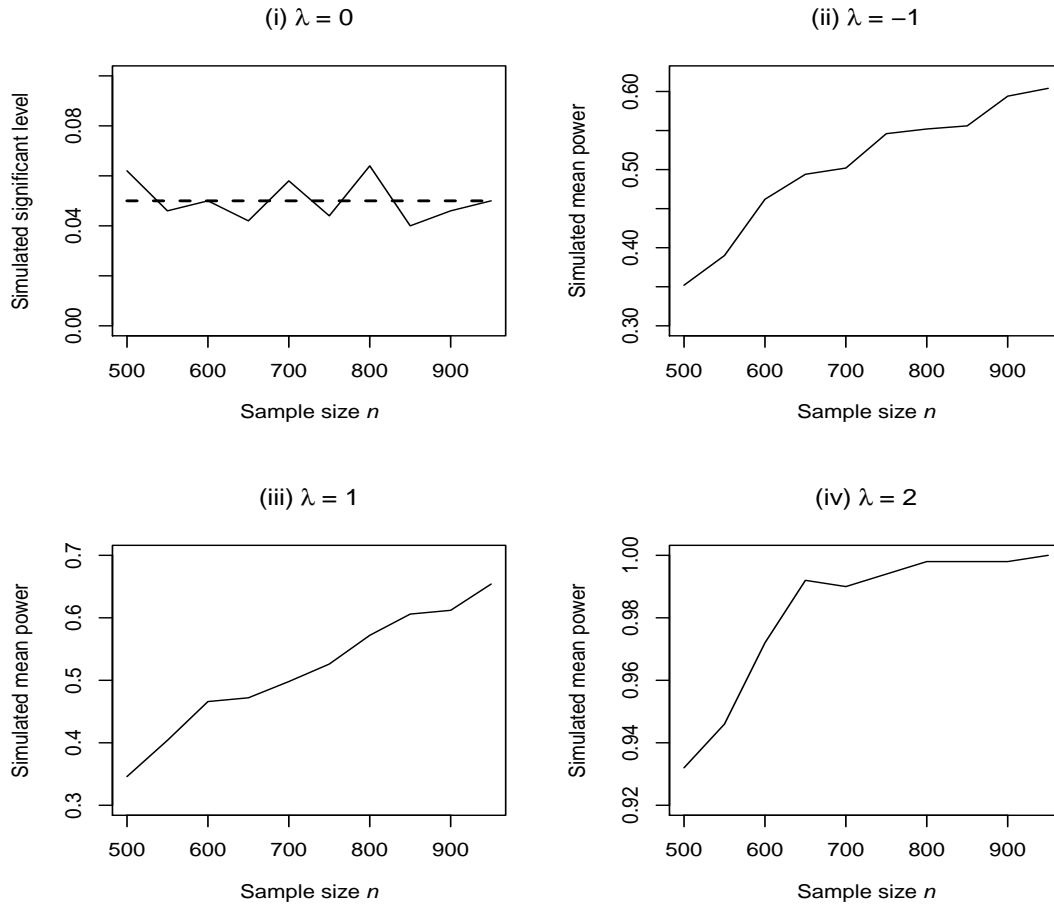 (i) λ = 0
Simulated significant level
0.00 0.04 0.08
500 600 700 800 900
Sample size n
(ii) λ = −1
Simulated mean power
0.30 0.40 0.50 0.60
500 600 700 800 900
Sample size n
(iii) λ = 1
Simulated mean power
0.3 0.4 0.5 0.6 0.7
500 600 700 800 900
Sample size n
(iv) λ = 2
Simulated mean power
0.92 0.94 0.96 0.98 1.00
500 600 700 800 900
Sample size n